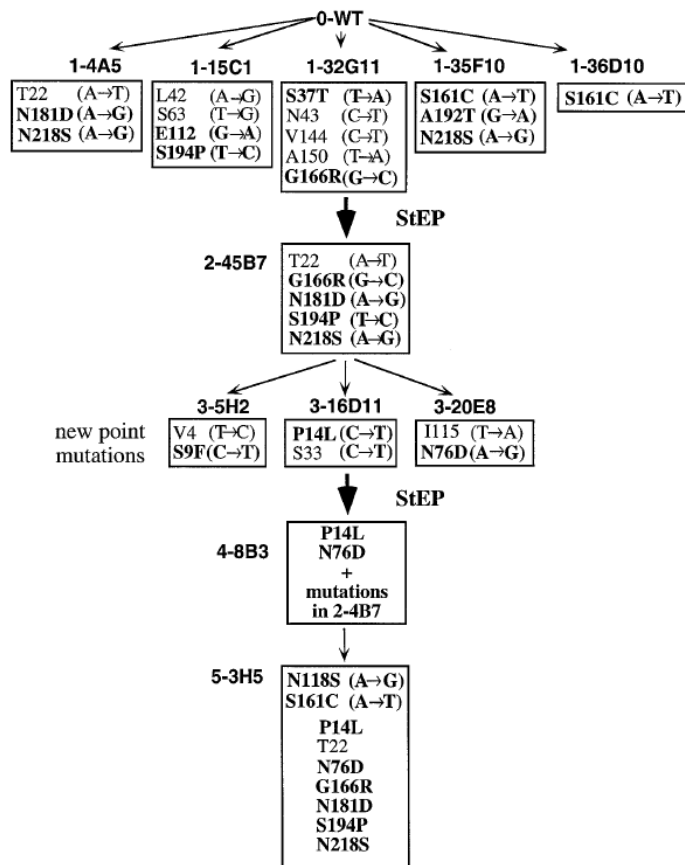 0-WT
1-4A5
T22 (A→T)
N181D (A→G)
N218S (A→G)
1-15C1
L42 (A→G)
S63 (T→G)
E112 (G→A)
S194P (T→C)
1-32G11
S37T (T→A)
N43 (C→T)
V144 (C→T)
A150 (T→A)
G166R (G→C)
1-35F10
S161C (A→T)
A192T (G→A)
N218S (A→G)
1-36D10
S161C (A→T)
StEP
2-45B7
T22 (A→T)
G166R (G→C)
N181D (A→G)
S194P (T→C)
N218S (A→G)
new point
mutations
3-5H2
V4 (T→C)
S9F (C→T)
3-16D11
P14L (C→T)
S33 (C→T)
3-20E8
I115 (T→A)
N76D (A→G)
StEP
4-8B3
P14L
N76D
+
mutations
in 2-4B7
5-3H5
N118S (A→G)
S161C (A→T)
P14L
T22
N76D
G166R
N181D
S194P
N218S